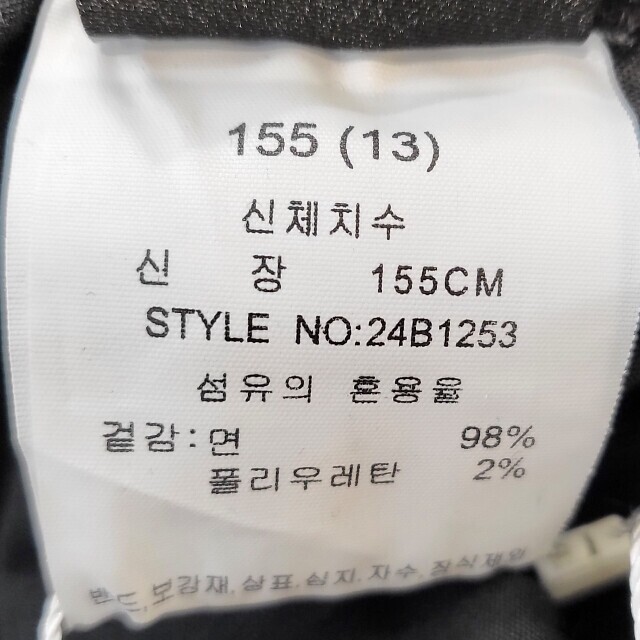 155 (13)
신체치수
신 장 155CM
STYLE NO:24B1253
섬유의 혼용율
겉감:면 98%
폴리우레탄 2%
밴드,보강재,상표,심지,자수,장식제외